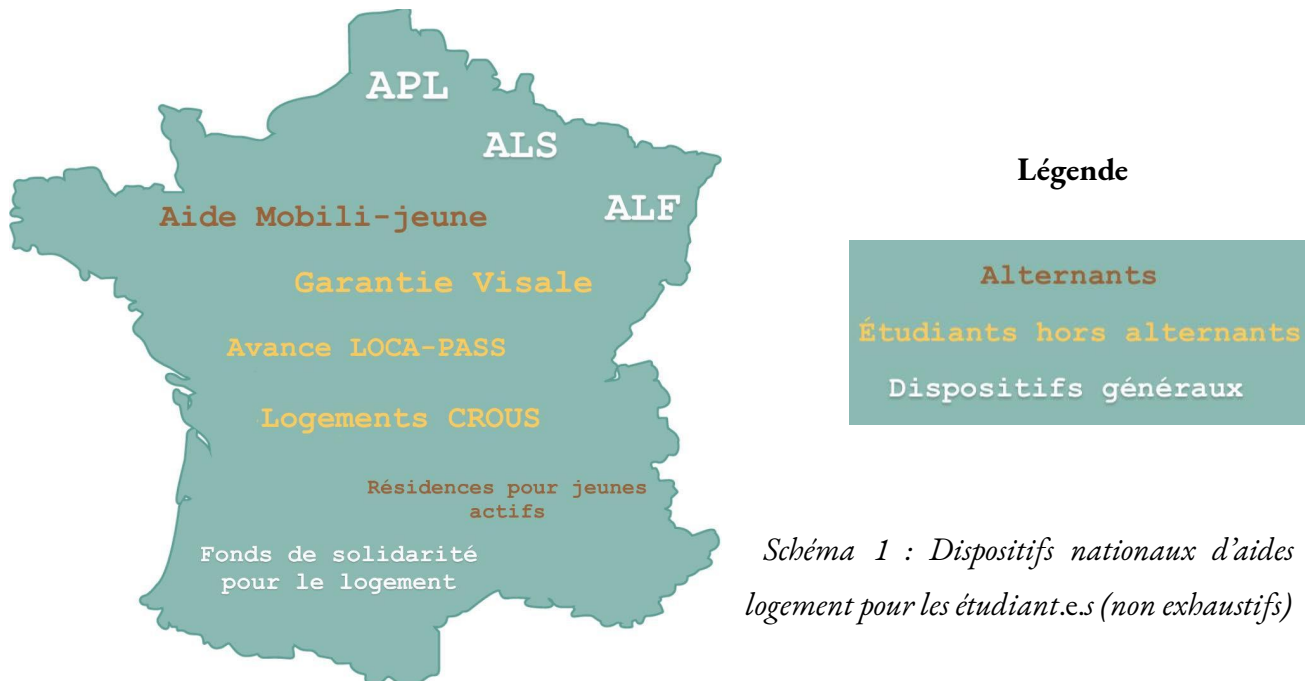 APL
ALS
ALF
Aide Mobili-jeune
Garantie Visale
Avance LOCA-PASS
Logements CROUS
Résidences pour jeunes
actifs
Fonds de solidarité
pour le logement
Légende
Alternants
Étudiants hors alternants
Dispositifs généraux
Schéma 1 : Dispositifs nationaux d’aides
logement pour les étudiant.e.s (non exhaustifs)